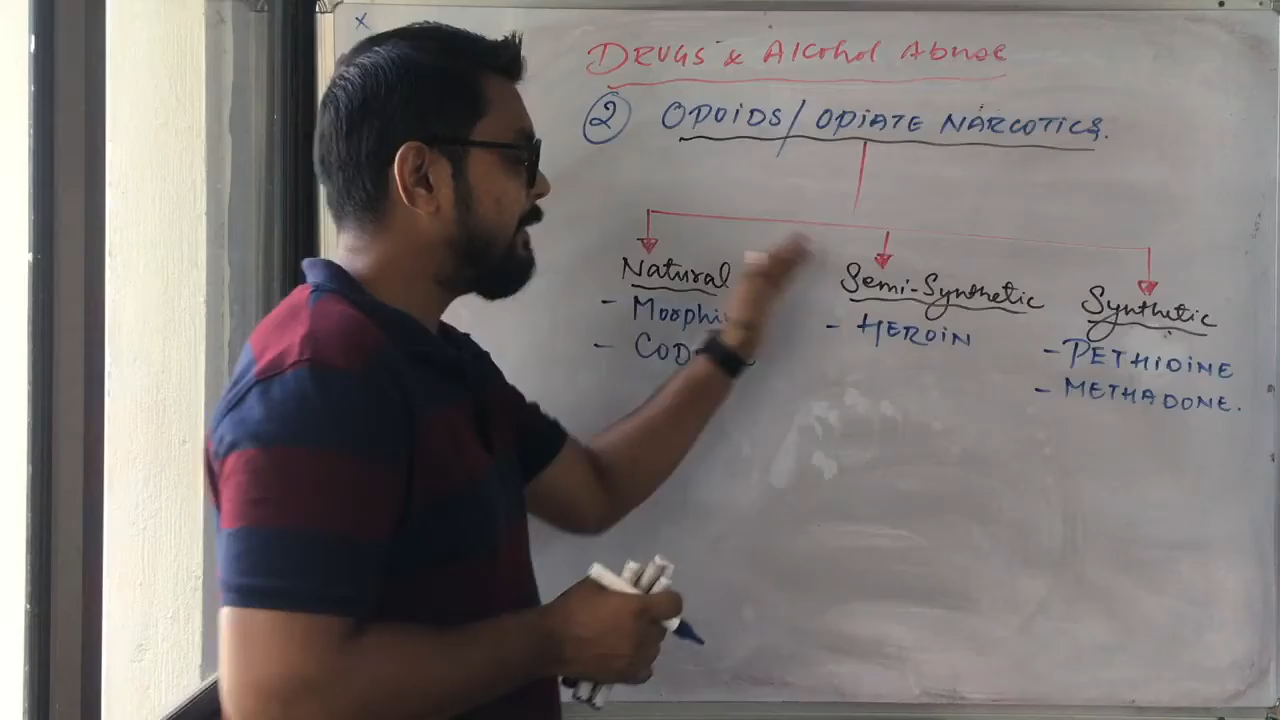 x
DRUGS & Alcohol Abuse
2 OPOIDS/ OPIATE NARCOTICS.
Natural Semi-Synthetic Synthetic
- HEROIN
- PETHIDINE
- METHADONE.